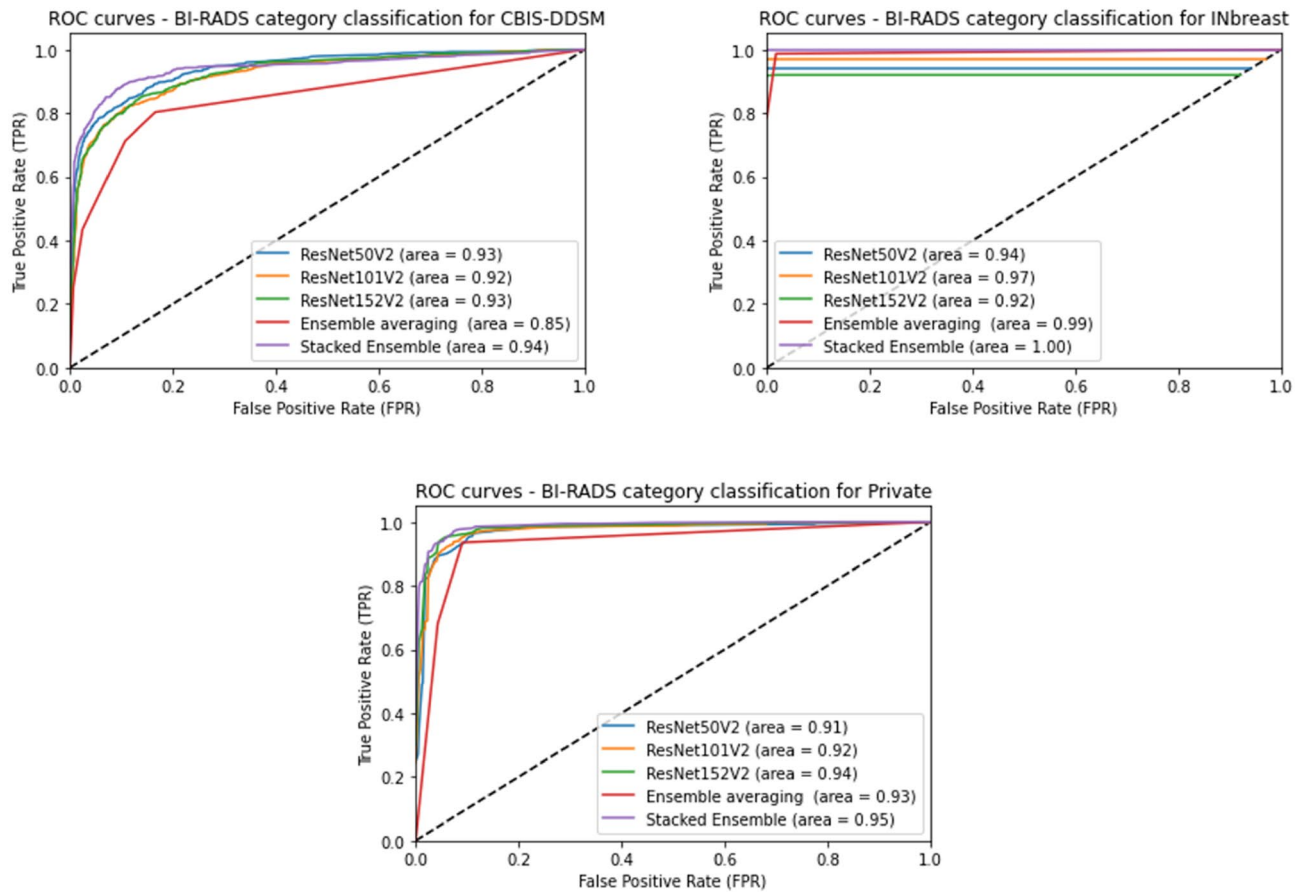 ROC curves - BI-RADS category classification for CBIS-DDSM
True Positive Rate (TPR)
1.0
0.8
0.6
0.4
0.2
0.0
ResNet50V2 (area = 0.93)
ResNet101V2 (area = 0.92)
ResNet152V2 (area = 0.93)
Ensemble averaging  (area = 0.85)
Stacked Ensemble (area = 0.94)
0.0 0.2 0.4 0.6 0.8 1.0
False Positive Rate (FPR)
ROC curves - BI-RADS category classification for INbreast
True Positive Rate (TPR)
1.0
0.8
0.6
0.4
0.2
0.0
ResNet50V2 (area = 0.94)
ResNet101V2 (area = 0.97)
ResNet152V2 (area = 0.92)
Ensemble averaging  (area = 0.99)
Stacked Ensemble (area = 1.00)
0.0 0.2 0.4 0.6 0.8 1.0
False Positive Rate (FPR)
ROC curves - BI-RADS category classification for Private
True Positive Rate (TPR)
1.0
0.8
0.6
0.4
0.2
0.0
ResNet50V2 (area = 0.91)
ResNet101V2 (area = 0.92)
ResNet152V2 (area = 0.94)
Ensemble averaging  (area = 0.93)
Stacked Ensemble (area = 0.95)
0.0 0.2 0.4 0.6 0.8 1.0
False Positive Rate (FPR)